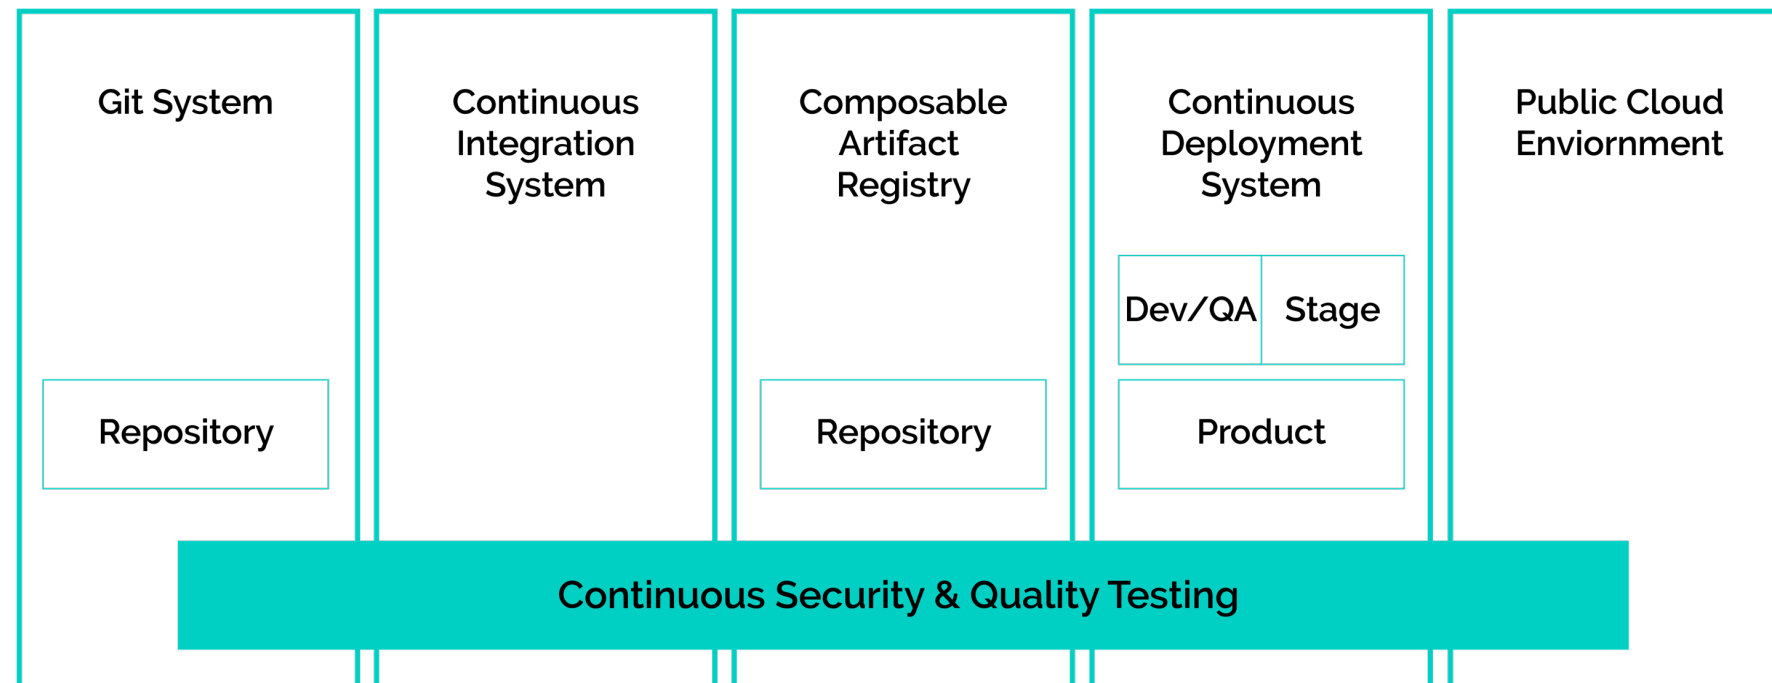 Git System
Continuous
Integration
System
Composable
Artifact
Registry
Continuous
Deployment
System
Public Cloud
Enviornment
Dev/QA
Stage
Repository
Repository
Product
Continuous Security & Quality Testing